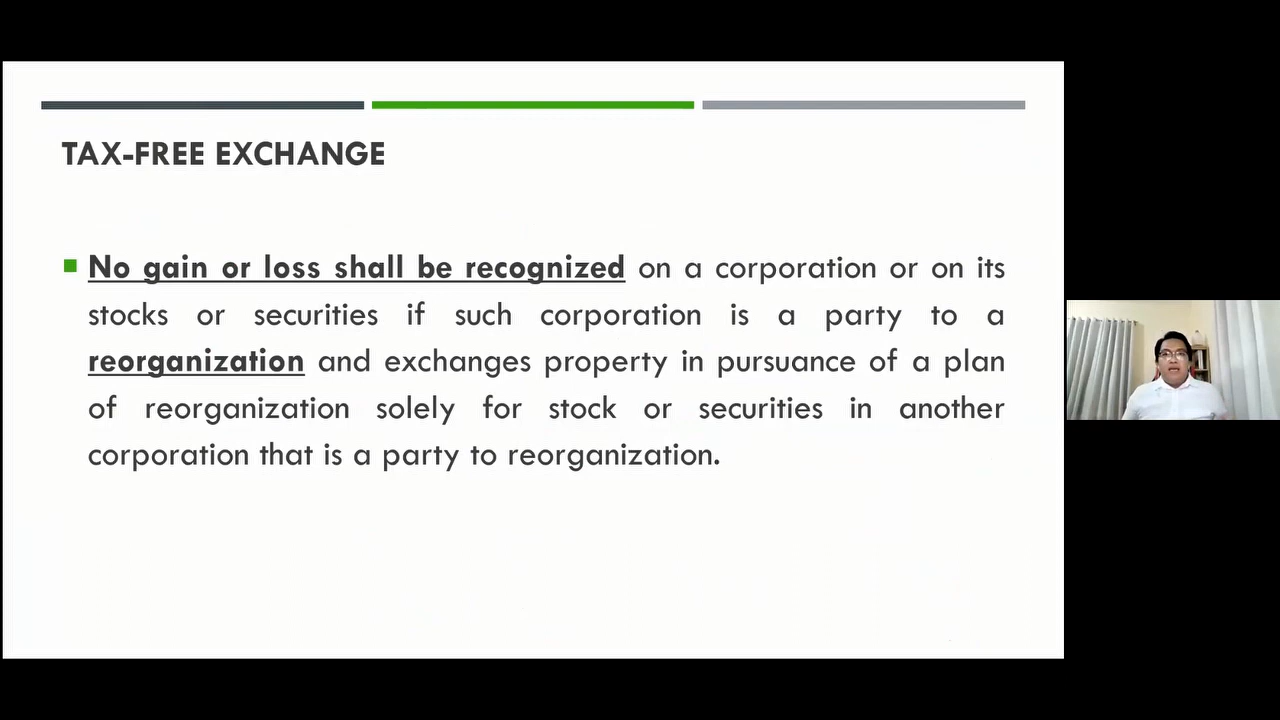 TAX-FREE EXCHANGE
No gain or loss shall be recognized on a corporation or on its
stocks or securities if such corporation is a party to a
reorganization and exchanges property in pursuance of a plan
of reorganization solely for stock or securities in another
corporation that is a party to reorganization.